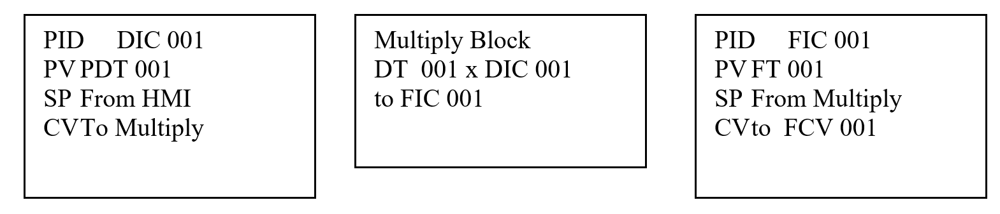 PID DIC 001
PV PDT 001
SP From HMI
CVTo Multiply
Multiply Block
DT 001 x DIC 001
to FIC 001
PID FIC 001
PV FT 001
SP From Multiply
CVto FCV 001